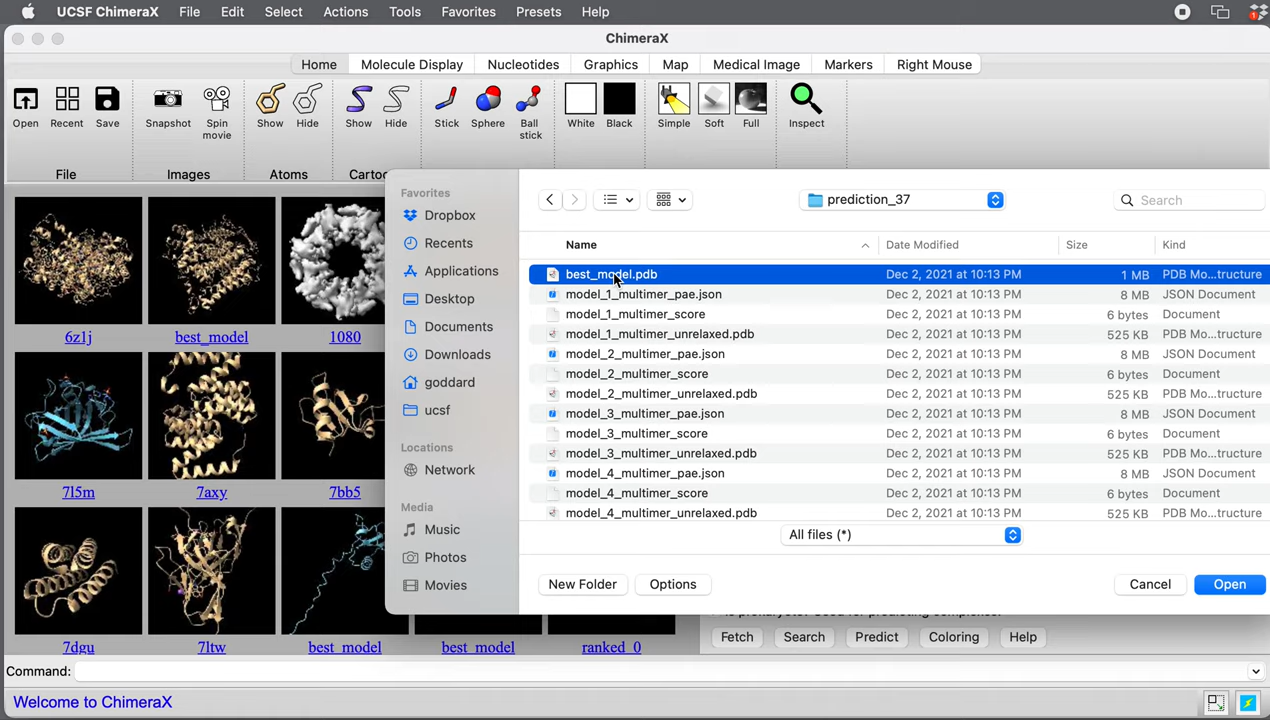 UCSF ChimeraX File Edit Select Actions Tools Favorites Presets Help
ChimeraX
Home Molecule Display Nucleotides Graphics Map Medical Image Markers Right Mouse
Open Recent Save Snapshot Spin movie Show Hide Show Hide Stick Sphere Ball stick White Black Simple Soft Full Inspect
File Images Atoms Cartoo
Favorites
Dropbox
Recents
Applications
Desktop
Documents
Downloads
goddard
ucsf
Locations
Network
Media
Music
Photos
Movies
prediction_37
Search
Name Date Modified Size Kind
best_model.pdb Dec 2, 2021 at 10:13 PM 1 MB PDB Mo...tructure
model_1_multimer_pae.json Dec 2, 2021 at 10:13 PM 8 MB JSON Document
model_1_multimer_score Dec 2, 2021 at 10:13 PM 6 bytes Document
model_1_multimer_unrelaxed.pdb Dec 2, 2021 at 10:13 PM 525 KB PDB Mo...tructure
model_2_multimer_pae.json Dec 2, 2021 at 10:13 PM 8 MB JSON Document
model_2_multimer_score Dec 2, 2021 at 10:13 PM 6 bytes Document
model_2_multimer_unrelaxed.pdb Dec 2, 2021 at 10:13 PM 525 KB PDB Mo...tructure
model_3_multimer_pae.json Dec 2, 2021 at 10:13 PM 8 MB JSON Document
model_3_multimer_score Dec 2, 2021 at 10:13 PM 6 bytes Document
model_3_multimer_unrelaxed.pdb Dec 2, 2021 at 10:13 PM 525 KB PDB Mo...tructure
model_4_multimer_pae.json Dec 2, 2021 at 10:13 PM 8 MB JSON Document
model_4_multimer_score Dec 2, 2021 at 10:13 PM 6 bytes Document
model_4_multimer_unrelaxed.pdb Dec 2, 2021 at 10:13 PM 525 KB PDB Mo...tructure
All files (*)
New Folder Options Cancel Open
6z1j best_model 1080
7l5m 7axy 7bb5
7dgu 7ltw best_model best_model ranked_0
Fetch Search Predict Coloring Help
Command:
Welcome to ChimeraX